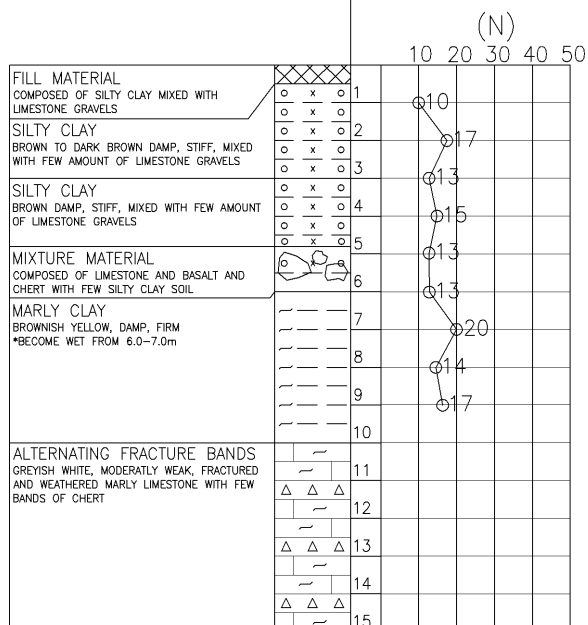 (N)
10 20 30 40 50
FILL MATERIAL
COMPOSED OF SILTY CLAY MIXED WITH
LIMESTONE GRAVELS
SILTY CLAY
BROWN TO DARK BROWN DAMP, STIFF, MIXED
WITH FEW AMOUNT OF LIMESTONE GRAVELS
SILTY CLAY
BROWN DAMP, STIFF, MIXED WITH FEW AMOUNT
OF LIMESTONE GRAVELS
MIXTURE MATERIAL
COMPOSED OF LIMESTONE AND BASALT AND
CHERT WITH FEW SILTY CLAY SOIL
MARLY CLAY
BROWNISH YELLOW, DAMP, FIRM
*BECOME WET FROM 6.0-7.0m
ALTERNATING FRACTURE BANDS
GREYISH WHITE, MODERATLY WEAK, FRACTURED
AND WEATHERED MARLY LIMESTONE WITH FEW
BANDS OF CHERT
1
2
3
4
5
6
7
8
9
10
11
12
13
14
15
10
17
13
15
13
13
20
14
17